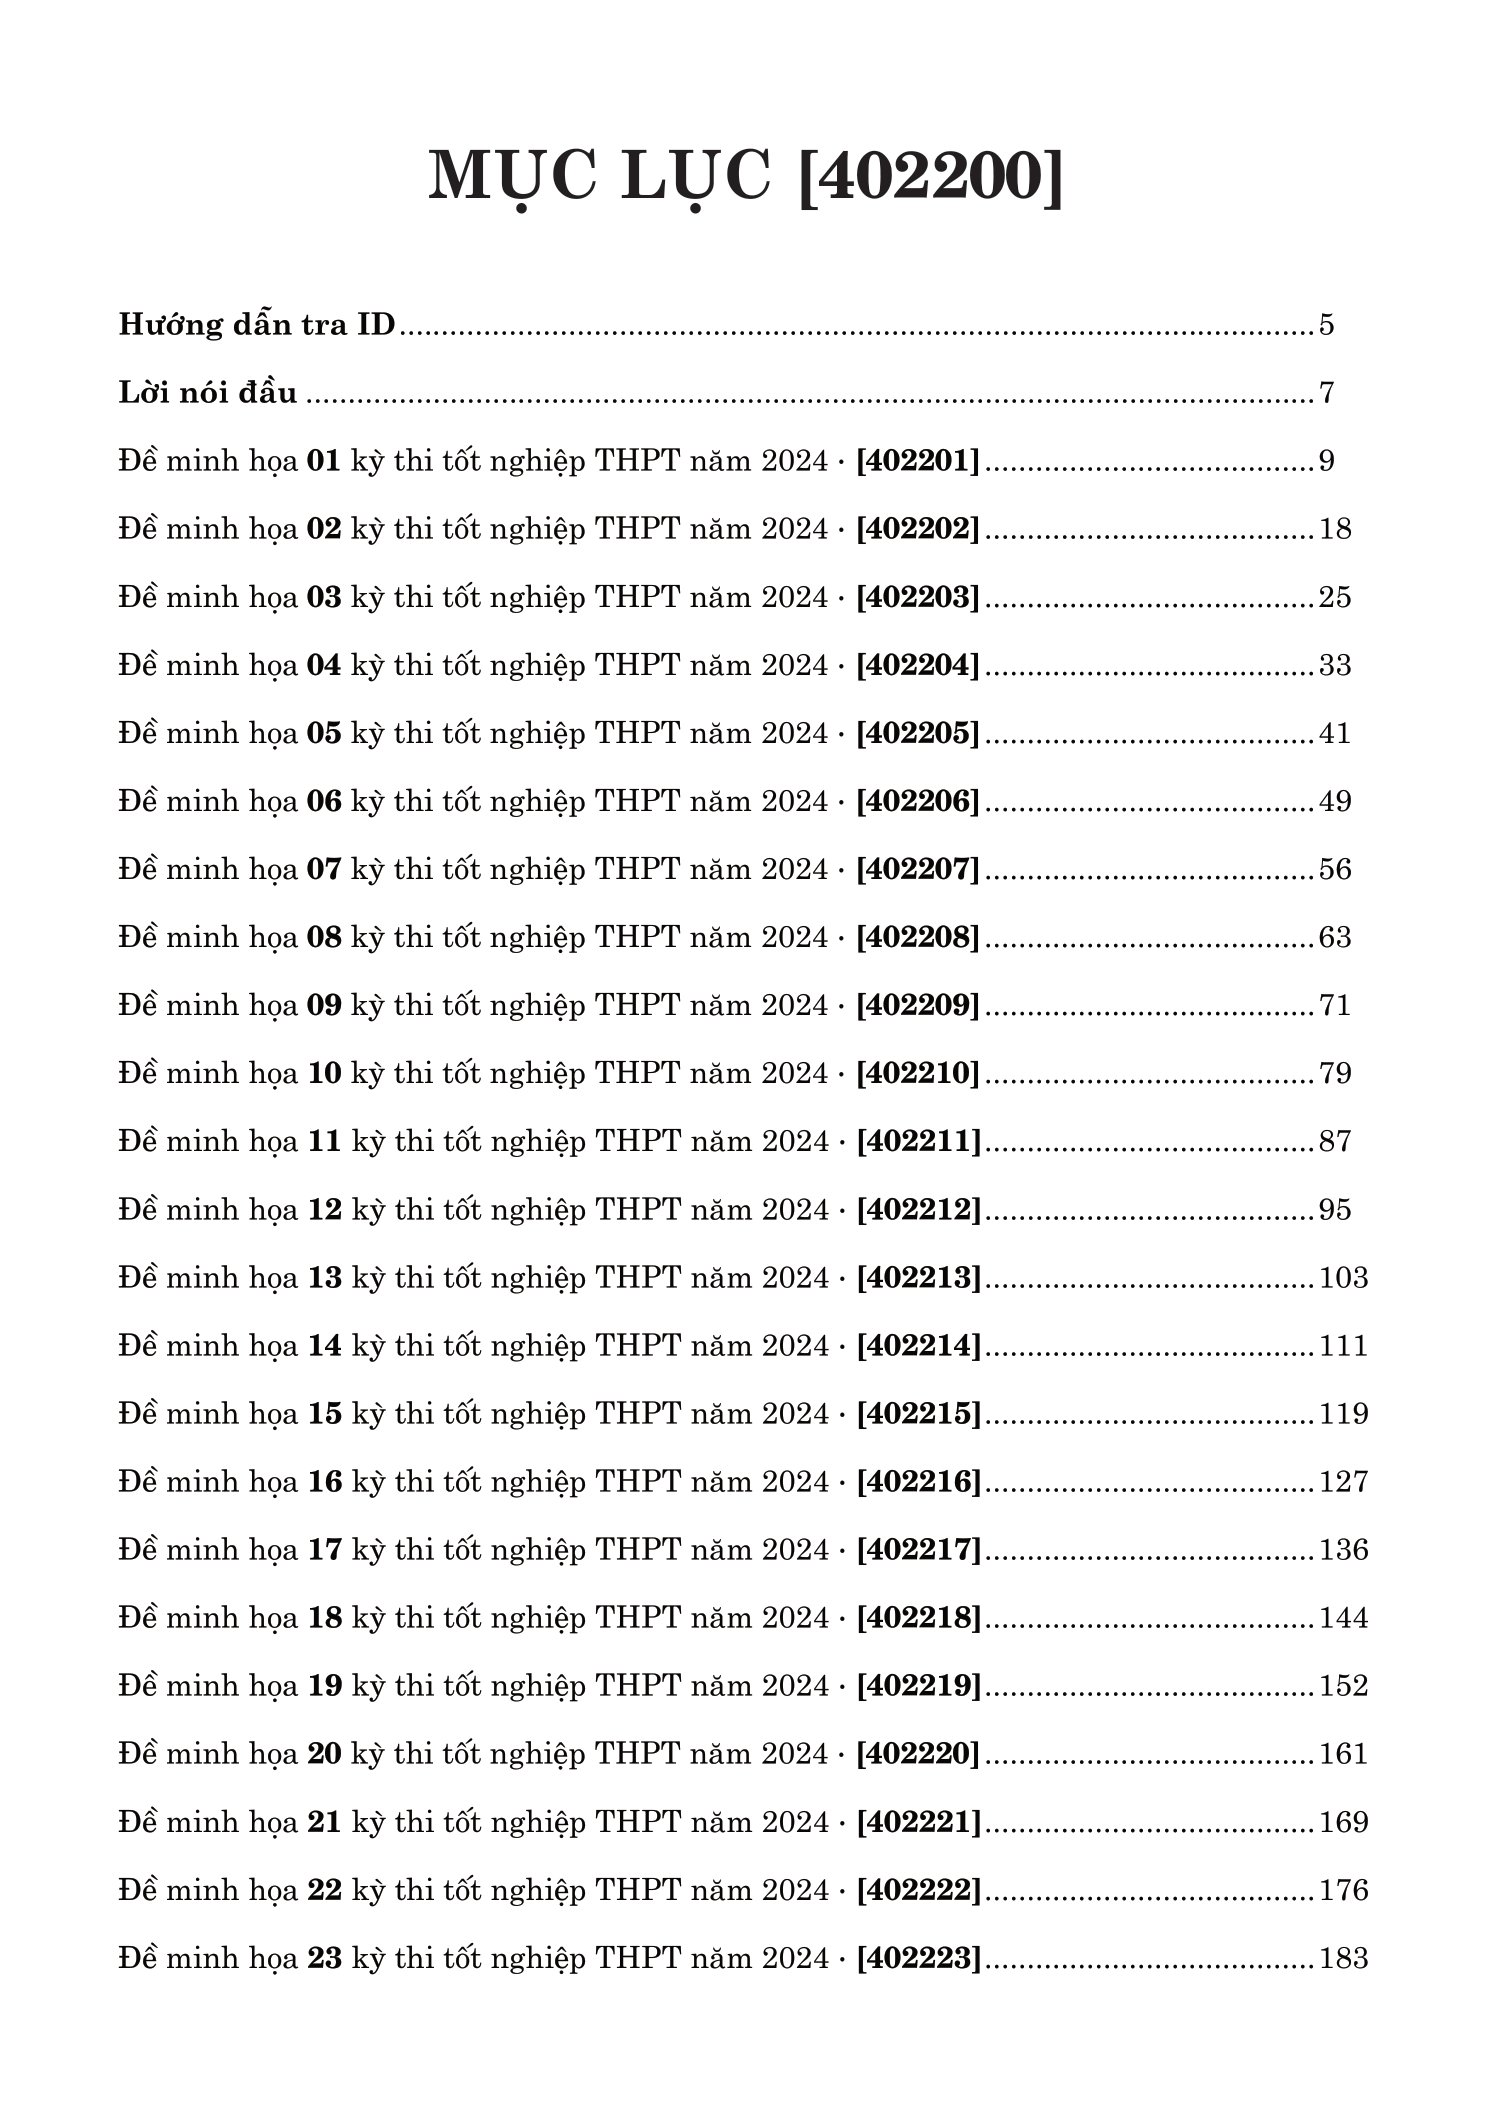 MỤC LỤC [402200]
Hướng dẫn tra ID..........5
Lời nói đầu..........7
Đề minh họa 01 kỳ thi tốt nghiệp THPT năm 2024 · [402201]..........9
Đề minh họa 02 kỳ thi tốt nghiệp THPT năm 2024 · [402202]..........18
Đề minh họa 03 kỳ thi tốt nghiệp THPT năm 2024 · [402203]..........25
Đề minh họa 04 kỳ thi tốt nghiệp THPT năm 2024 · [402204]..........33
Đề minh họa 05 kỳ thi tốt nghiệp THPT năm 2024 · [402205]..........41
Đề minh họa 06 kỳ thi tốt nghiệp THPT năm 2024 · [402206]..........49
Đề minh họa 07 kỳ thi tốt nghiệp THPT năm 2024 · [402207]..........56
Đề minh họa 08 kỳ thi tốt nghiệp THPT năm 2024 · [402208]..........63
Đề minh họa 09 kỳ thi tốt nghiệp THPT năm 2024 · [402209]..........71
Đề minh họa 10 kỳ thi tốt nghiệp THPT năm 2024 · [402210]..........79
Đề minh họa 11 kỳ thi tốt nghiệp THPT năm 2024 · [402211]..........87
Đề minh họa 12 kỳ thi tốt nghiệp THPT năm 2024 · [402212]..........95
Đề minh họa 13 kỳ thi tốt nghiệp THPT năm 2024 · [402213]..........103
Đề minh họa 14 kỳ thi tốt nghiệp THPT năm 2024 · [402214]..........111
Đề minh họa 15 kỳ thi tốt nghiệp THPT năm 2024 · [402215]..........119
Đề minh họa 16 kỳ thi tốt nghiệp THPT năm 2024 · [402216]..........127
Đề minh họa 17 kỳ thi tốt nghiệp THPT năm 2024 · [402217]..........136
Đề minh họa 18 kỳ thi tốt nghiệp THPT năm 2024 · [402218]..........144
Đề minh họa 19 kỳ thi tốt nghiệp THPT năm 2024 · [402219]..........152
Đề minh họa 20 kỳ thi tốt nghiệp THPT năm 2024 · [402220]..........161
Đề minh họa 21 kỳ thi tốt nghiệp THPT năm 2024 · [402221]..........169
Đề minh họa 22 kỳ thi tốt nghiệp THPT năm 2024 · [402222]..........176
Đề minh họa 23 kỳ thi tốt nghiệp THPT năm 2024 · [402223]..........183